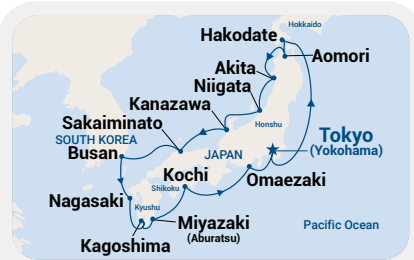 Hokkaido
Hakodate
Aomori
Akita
Niigata
Kanazawa
Honshu
Sakaiminato
SOUTH KOREA
Busan
JAPAN
Tokyo
(Yokohama)
Kochi
Shikoku
Omaezaki
Nagasaki
Kyushu
Miyazaki
(Aburatsu)
Kagoshima
Pacific Ocean